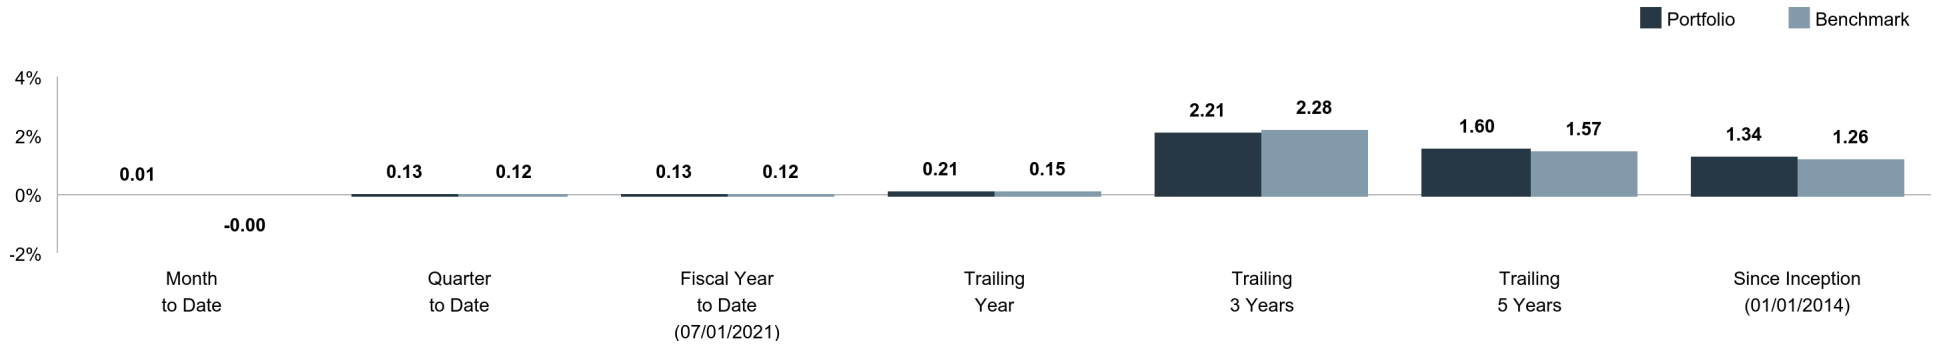 Portfolio Benchmark
4%
2%
0%
-2%
0.01 -0.00
0.13 0.12
0.13 0.12
0.21 0.15
2.21 2.28
1.60 1.57
1.34 1.26
Month
to Date
Quarter
to Date
Fiscal Year
to Date
(07/01/2021)
Trailing
Year
Trailing
3 Years
Trailing
5 Years
Since Inception
(01/01/2014)